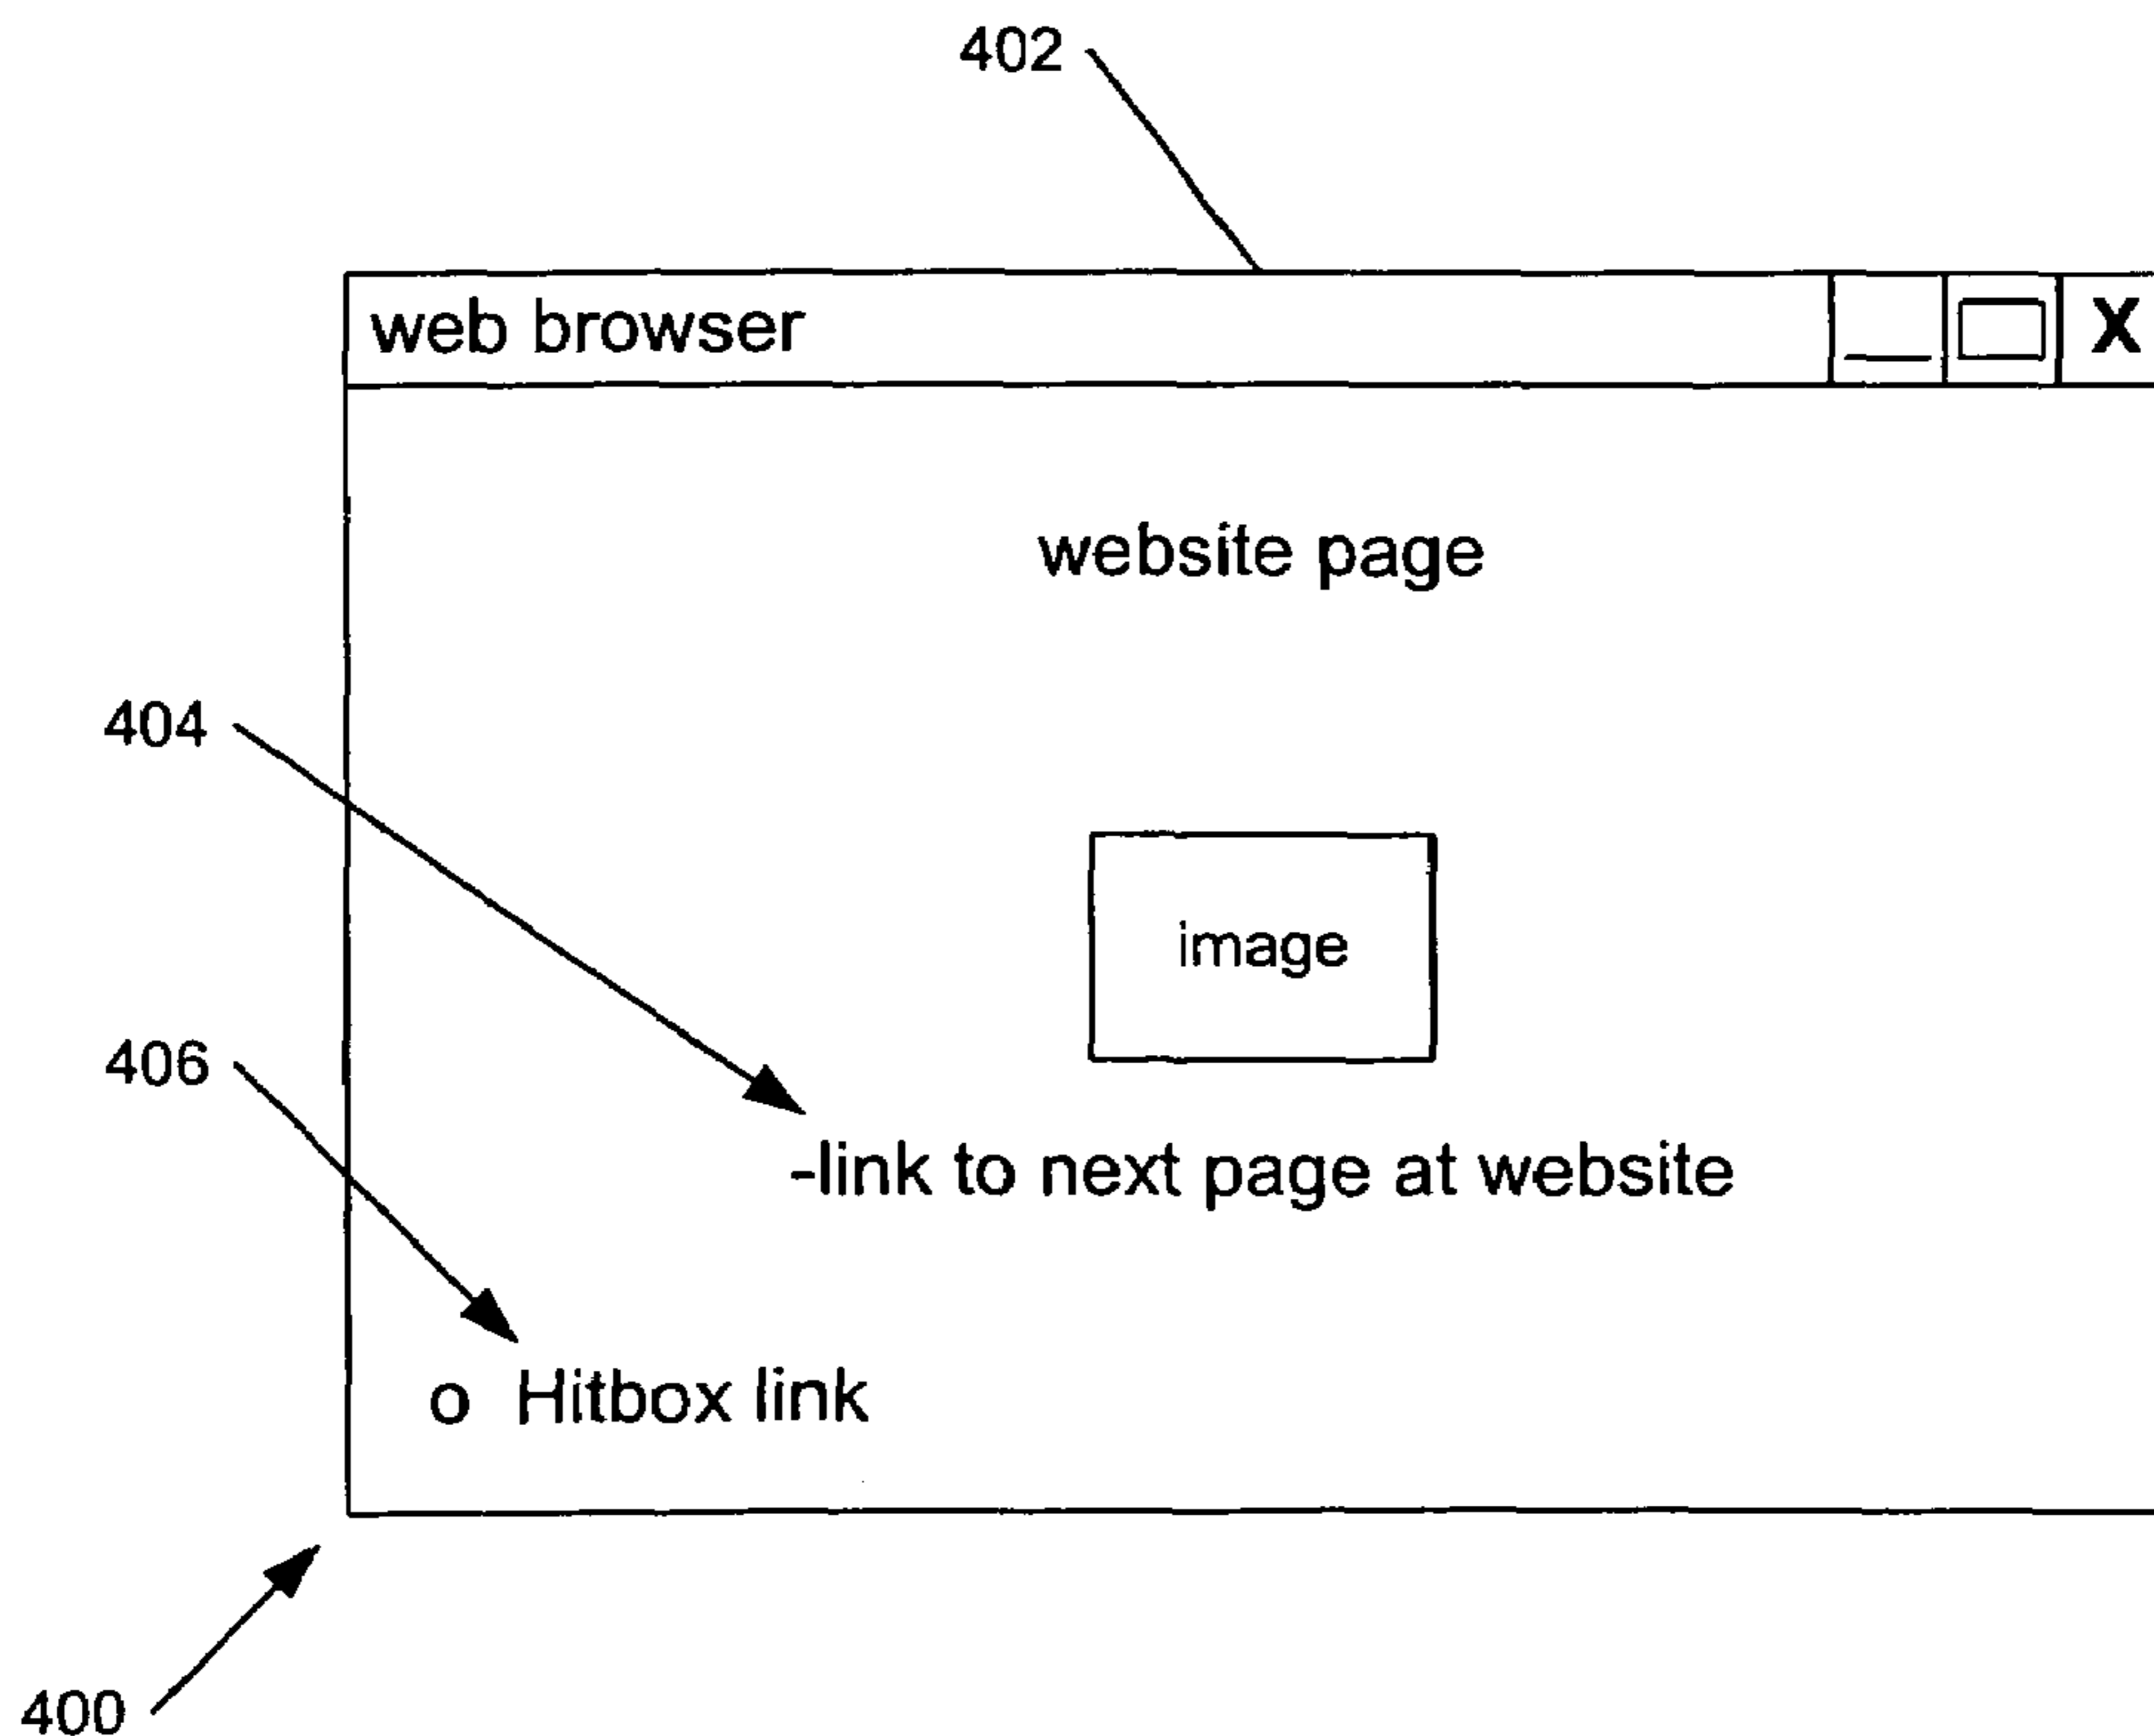 402
web browser X
website page
404
image
406
-link to next page at website
o Hitbox link
400